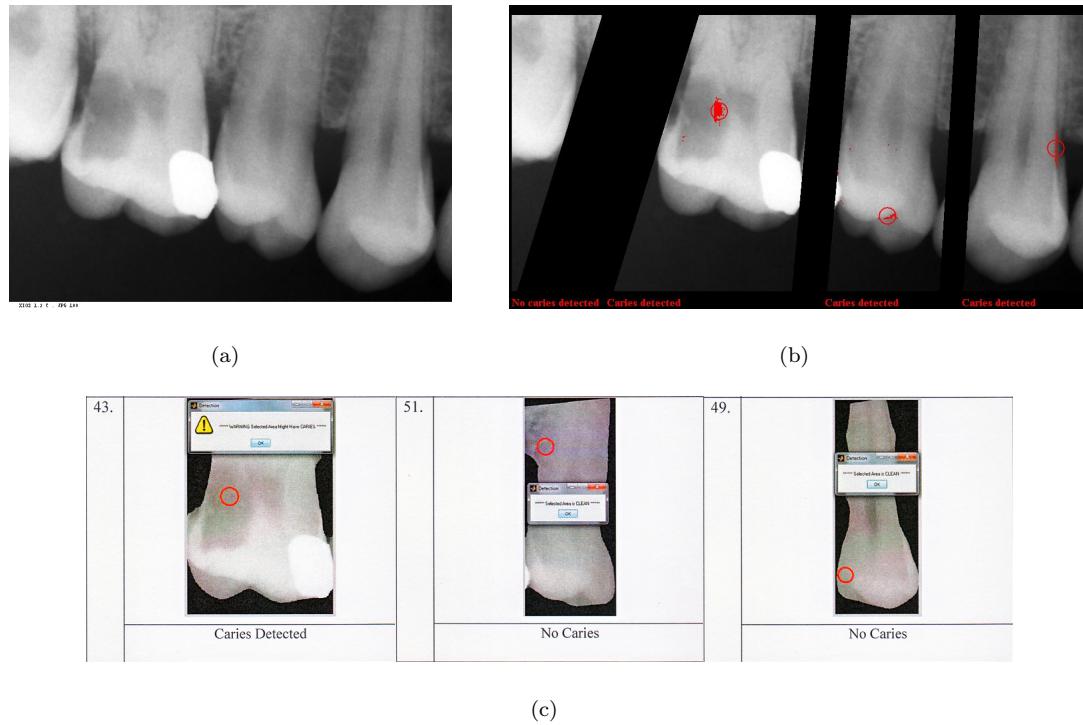 (a)
No caries detected Caries detected Caries detected Caries detected
(b)
43.
Detection
***** WARNING Selected Area Might Have CARIES *****
OK
Caries Detected
51.
Detection
***** Selected Area is CLEAN *****
OK
No Caries
49.
Detection
***** Selected Area is CLEAN *****
OK
No Caries
(c)